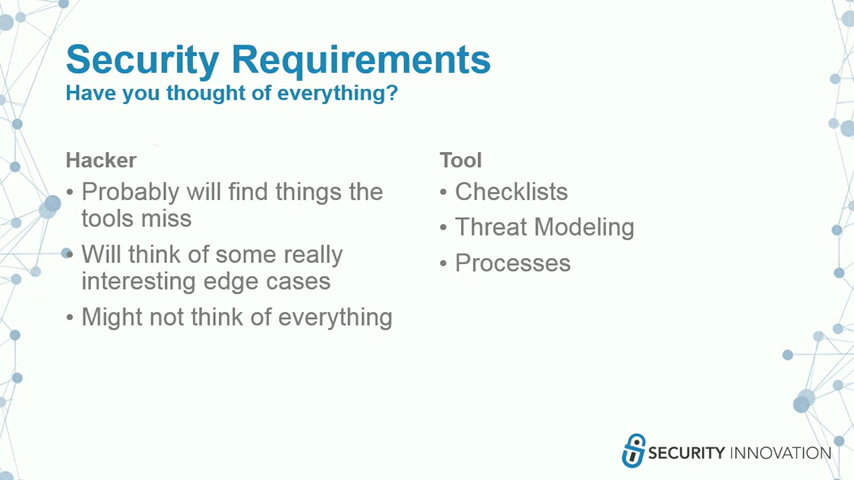 Security Requirements
Have you thought of everything?
Hacker
• Probably will find things the
tools miss
• Will think of some really
interesting edge cases
• Might not think of everything
Tool
• Checklists
• Threat Modeling
• Processes
SECURITY INNOVATION